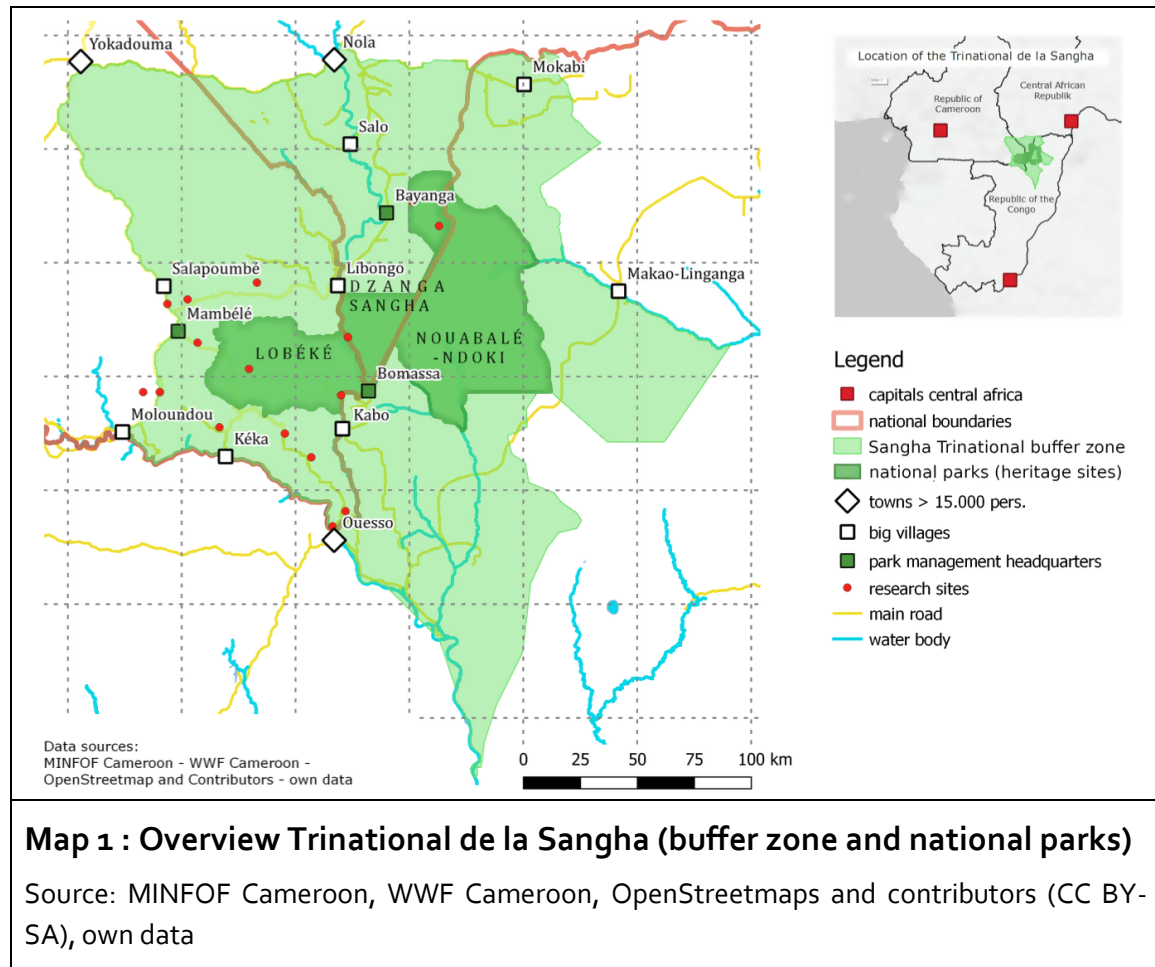 Yokadouma
Nola
Mokabi
Salo
Bayanga
Salapoumbé
Libongo
DZANGA
SANGHA
Makao-Linganga
Mambélé
LOBÉKÉ
NOUABALÉ
-NDOKI
Bomassa
Moloundou
Kéka
Kabo
Ouesso
Data sources:
MINFOF Cameroon - WWF Cameroon -
OpenStreetmap and Contributors - own data
0 25 50 75 100 km
Location of the Trinational de la Sangha
Central African
Republik
Republic of
Cameroon
Republic of the
Congo
Legend
capitals central africa
national boundaries
Sangha Trinational buffer zone
national parks (heritage sites)
towns > 15.000 pers.
big villages
park management headquarters
research sites
main road
water body
Map 1 : Overview Trinational de la Sangha (buffer zone and national parks)
Source: MINFOF Cameroon, WWF Cameroon, OpenStreetmaps and contributors (CC BY-
SA), own data